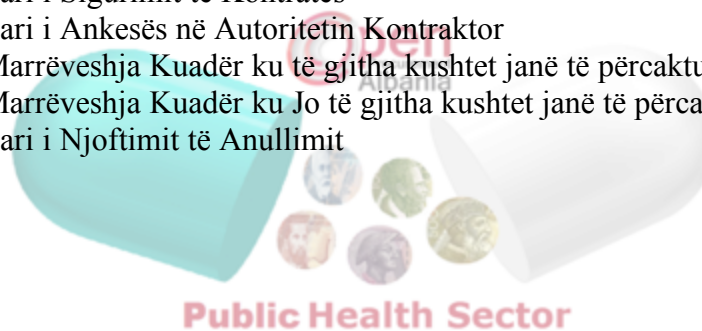 ari i Sigurimit të Kontratës
ari i Ankesës në Autoritetin Kontraktor
Marrëveshja Kuadër ku të gjitha kushtet janë të përcaktu
Marrëveshja Kuadër ku Jo të gjitha kushtet janë të përca
ari i Njoftimit të Anullimit
Open
Albania
Public Health Sector